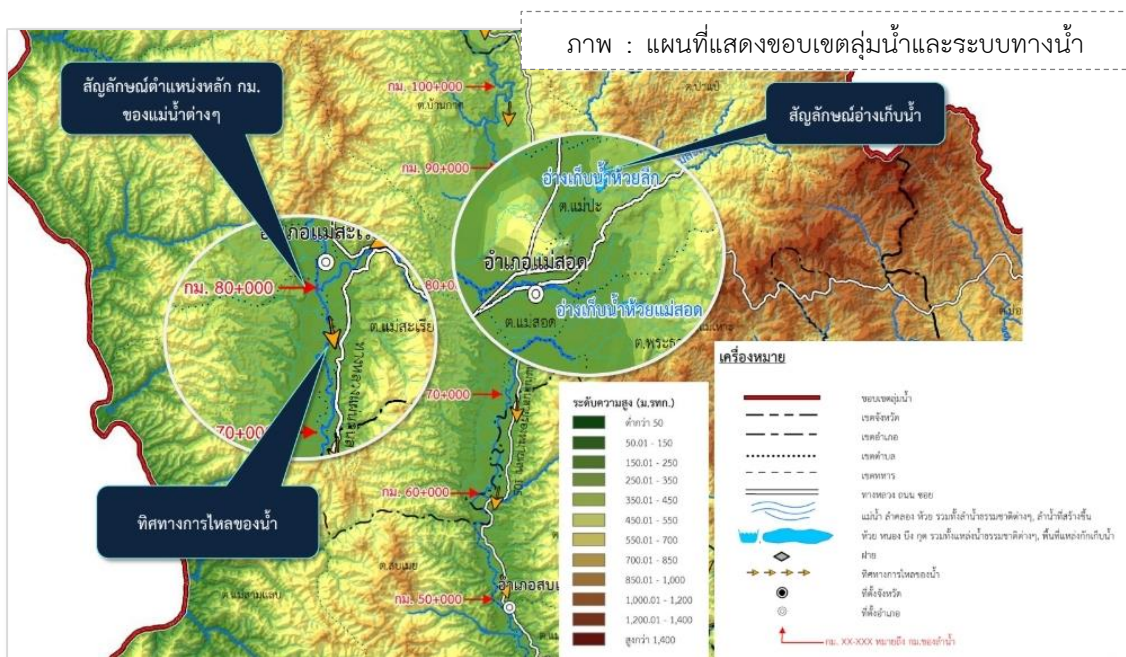 ภาพ : แผนที่แสดงขอบเขตลุ่มน้ำและระบบทางน้ำ
สัญลักษณ์ตำแหน่งหลัก กม.
ของแม่น้ำต่างๆ
สัญลักษณ์อ่างเก็บน้ำ
กม. 100+000
ต.บ้านกาศ
กม. 90+000
อ่างเก็บน้ำห้วยลึก
ต.แม่ปะ
อำเภอแม่สอด
อ่างเก็บน้ำห้วยแม่สอด
ต.แม่สอด
กม. 80+000
ต.แม่สะเรียง
ทิศทางการไหลของน้ำ
70+000
กม. 60+000
ต.สบเมย
ต.แม่สามแลบ
กม. 50+000
ระดับความสูง (ม.รทก.)
ต่ำกว่า 50
50.01 - 150
150.01 - 250
250.01 - 350
350.01 - 450
450.01 - 550
550.01 - 700
700.01 - 850
850.01 - 1,000
1,000.01 - 1,200
1,200.01 - 1,400
สูงกว่า 1,400
เครื่องหมาย
ขอบเขตลุ่มน้ำ
เขตจังหวัด
เขตอำเภอ
เขตตำบล
เขตทหาร
ทางหลวง ถนน ซอย
แม่น้ำ ลำคลอง ห้วย รวมทั้งลำน้ำธรรมชาติต่างๆ, ลำน้ำที่สร้างขึ้น
ห้วย หนอง บึง กุด รวมทั้งแหล่งน้ำธรรมชาติต่างๆ, พื้นที่แหล่งกักเก็บน้ำ
ฝาย
ทิศทางการไหลของน้ำ
ที่ตั้งจังหวัด
ที่ตั้งอำเภอ
กม. XX-XXX หมายถึง กม.ของลำน้ำ